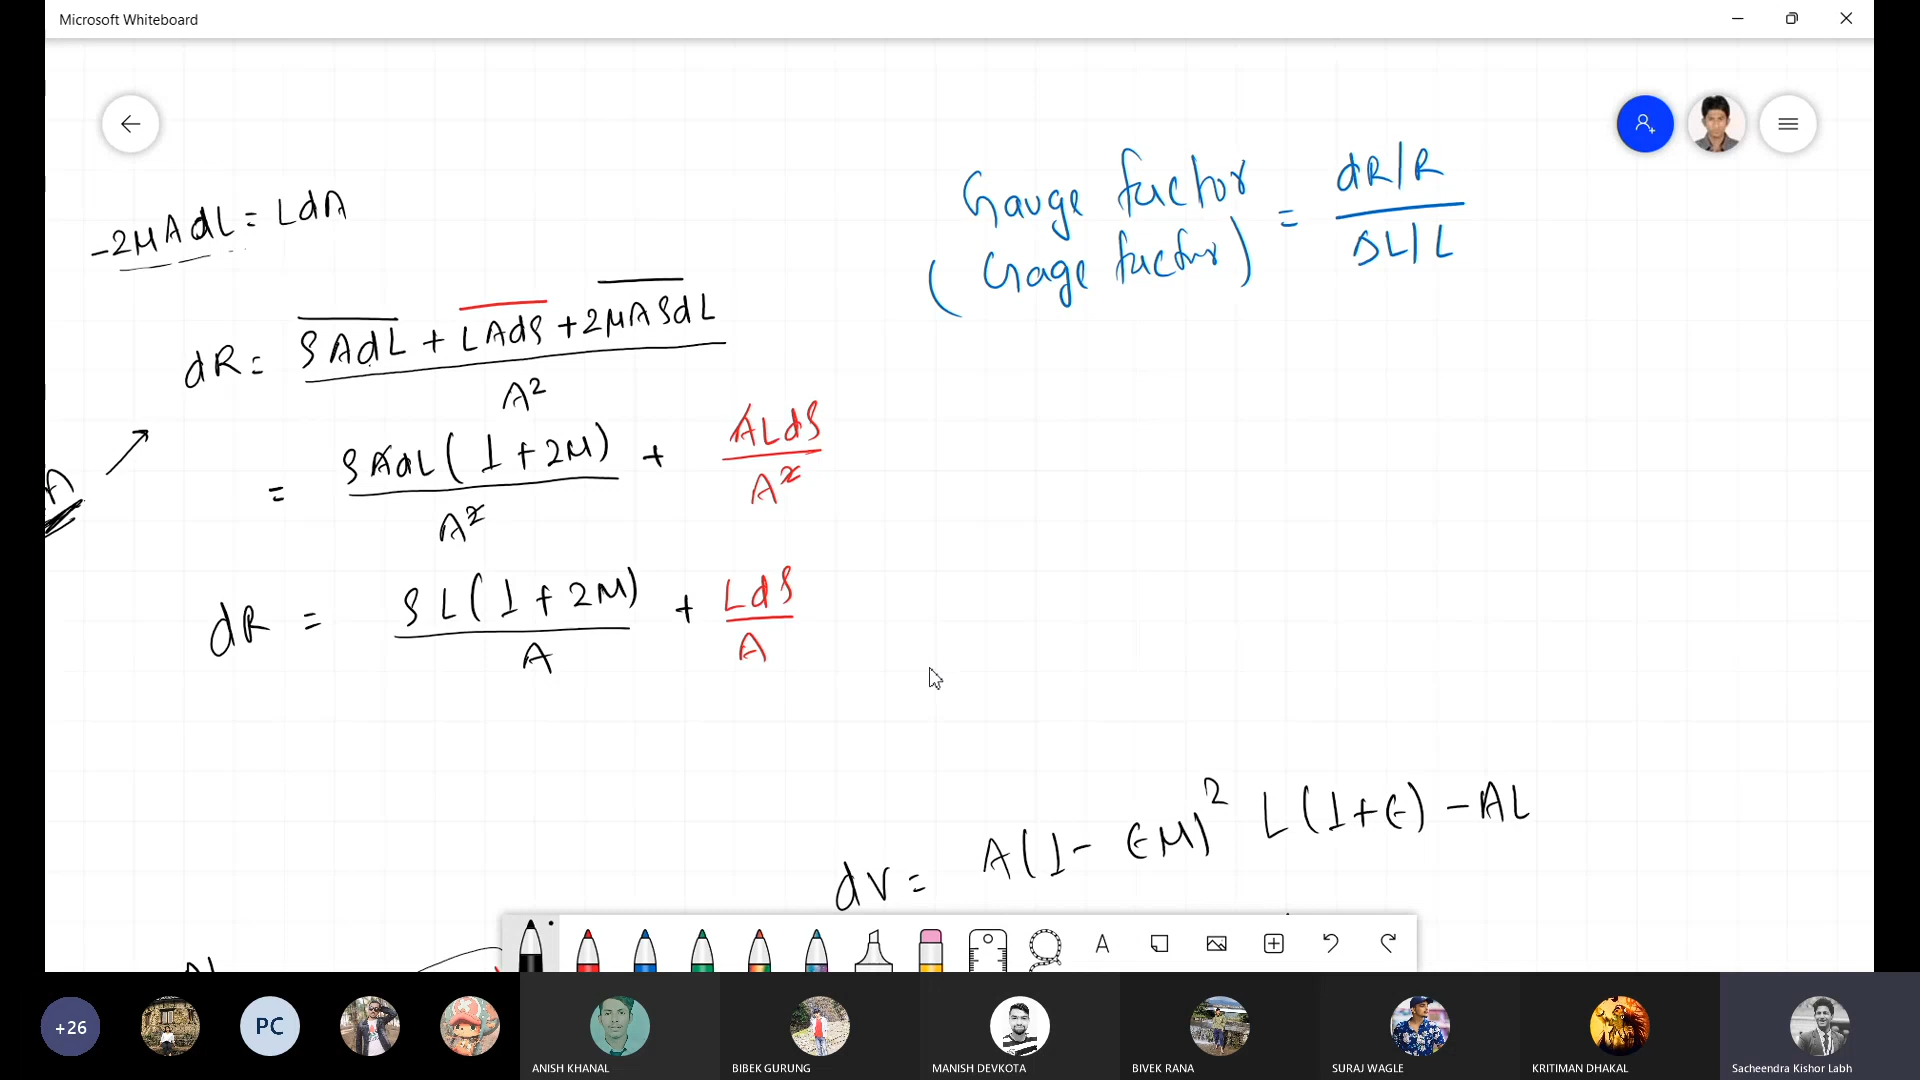 Microsoft Whiteboard
-2μAdL = LdA
Gauge factor
(Gage factor) = dR/R / ΔL/L
dR = ρAdL + LAdρ + 2μAρdL / A²
= ρAdL(1+2μ) / A² + ALdρ / A²
A
dR = ρL(1+2μ) / A + Ldρ / A
dV = A(1-ϵμ)² L(1+ϵ) - AL
A
+26
PC
ANISH KHANAL
BIBEK GURUNG
MANISH DEVKOTA
BIVEK RANA
SURAJ WAGLE
KRITIMAN DHAKAL
Sacheendra Kishor Labh